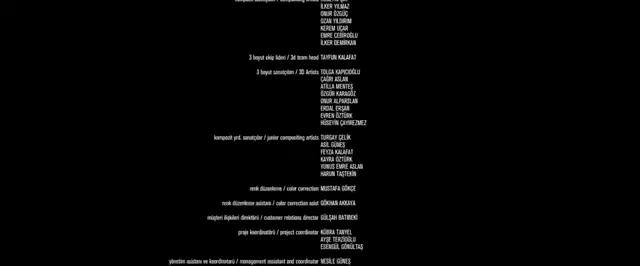 İLKER YILMAZ
ONUR ÖZGÜÇ
OZAN YILDIRIM
KEREM UÇAR
EMRE CEBİROĞLU
İLKER DEMİRKAN
3 boyut ekip lideri / 3d team head TAYFUN KALAFAT
3 boyut sanatçıları / 3D Artists TOLGA KAPICIOĞLU
ÇAĞRI ASLAN
ATİLLA MENTEŞ
ÖZGÜR KARAGÖZ
ONUR ALPARSLAN
ERDAL ERŞAN
EVREN ÖZTÜRK
HÜSEYİN ÇAYIREZMEZ
kompozit yrd. sanatçılar / junior compositing artists TURGAY ÇELİK
ASİL GÜNEŞ
FEYZA KALAFAT
KAYRA ÖZTÜRK
YUNUS EMRE ASLAN
HARUN TAŞTEKİN
renk düzenleme / color correction MUSTAFA GÖKÇE
renk düzenleme asistanı / color correction asist GÖKHAN AKKAYA
müşteri ilişkileri direktörü / customer relations director GÜLŞAH BATIBEKİ
proje koordinatörü / project coordinator KÜBRA TANYEL
AYŞE TERZİOĞLU
ESENGÜL GÖNÜLTAŞ
yönetim asistanı ve koordinatörü / management assistant and coordinator VESİLE GÜNEŞ